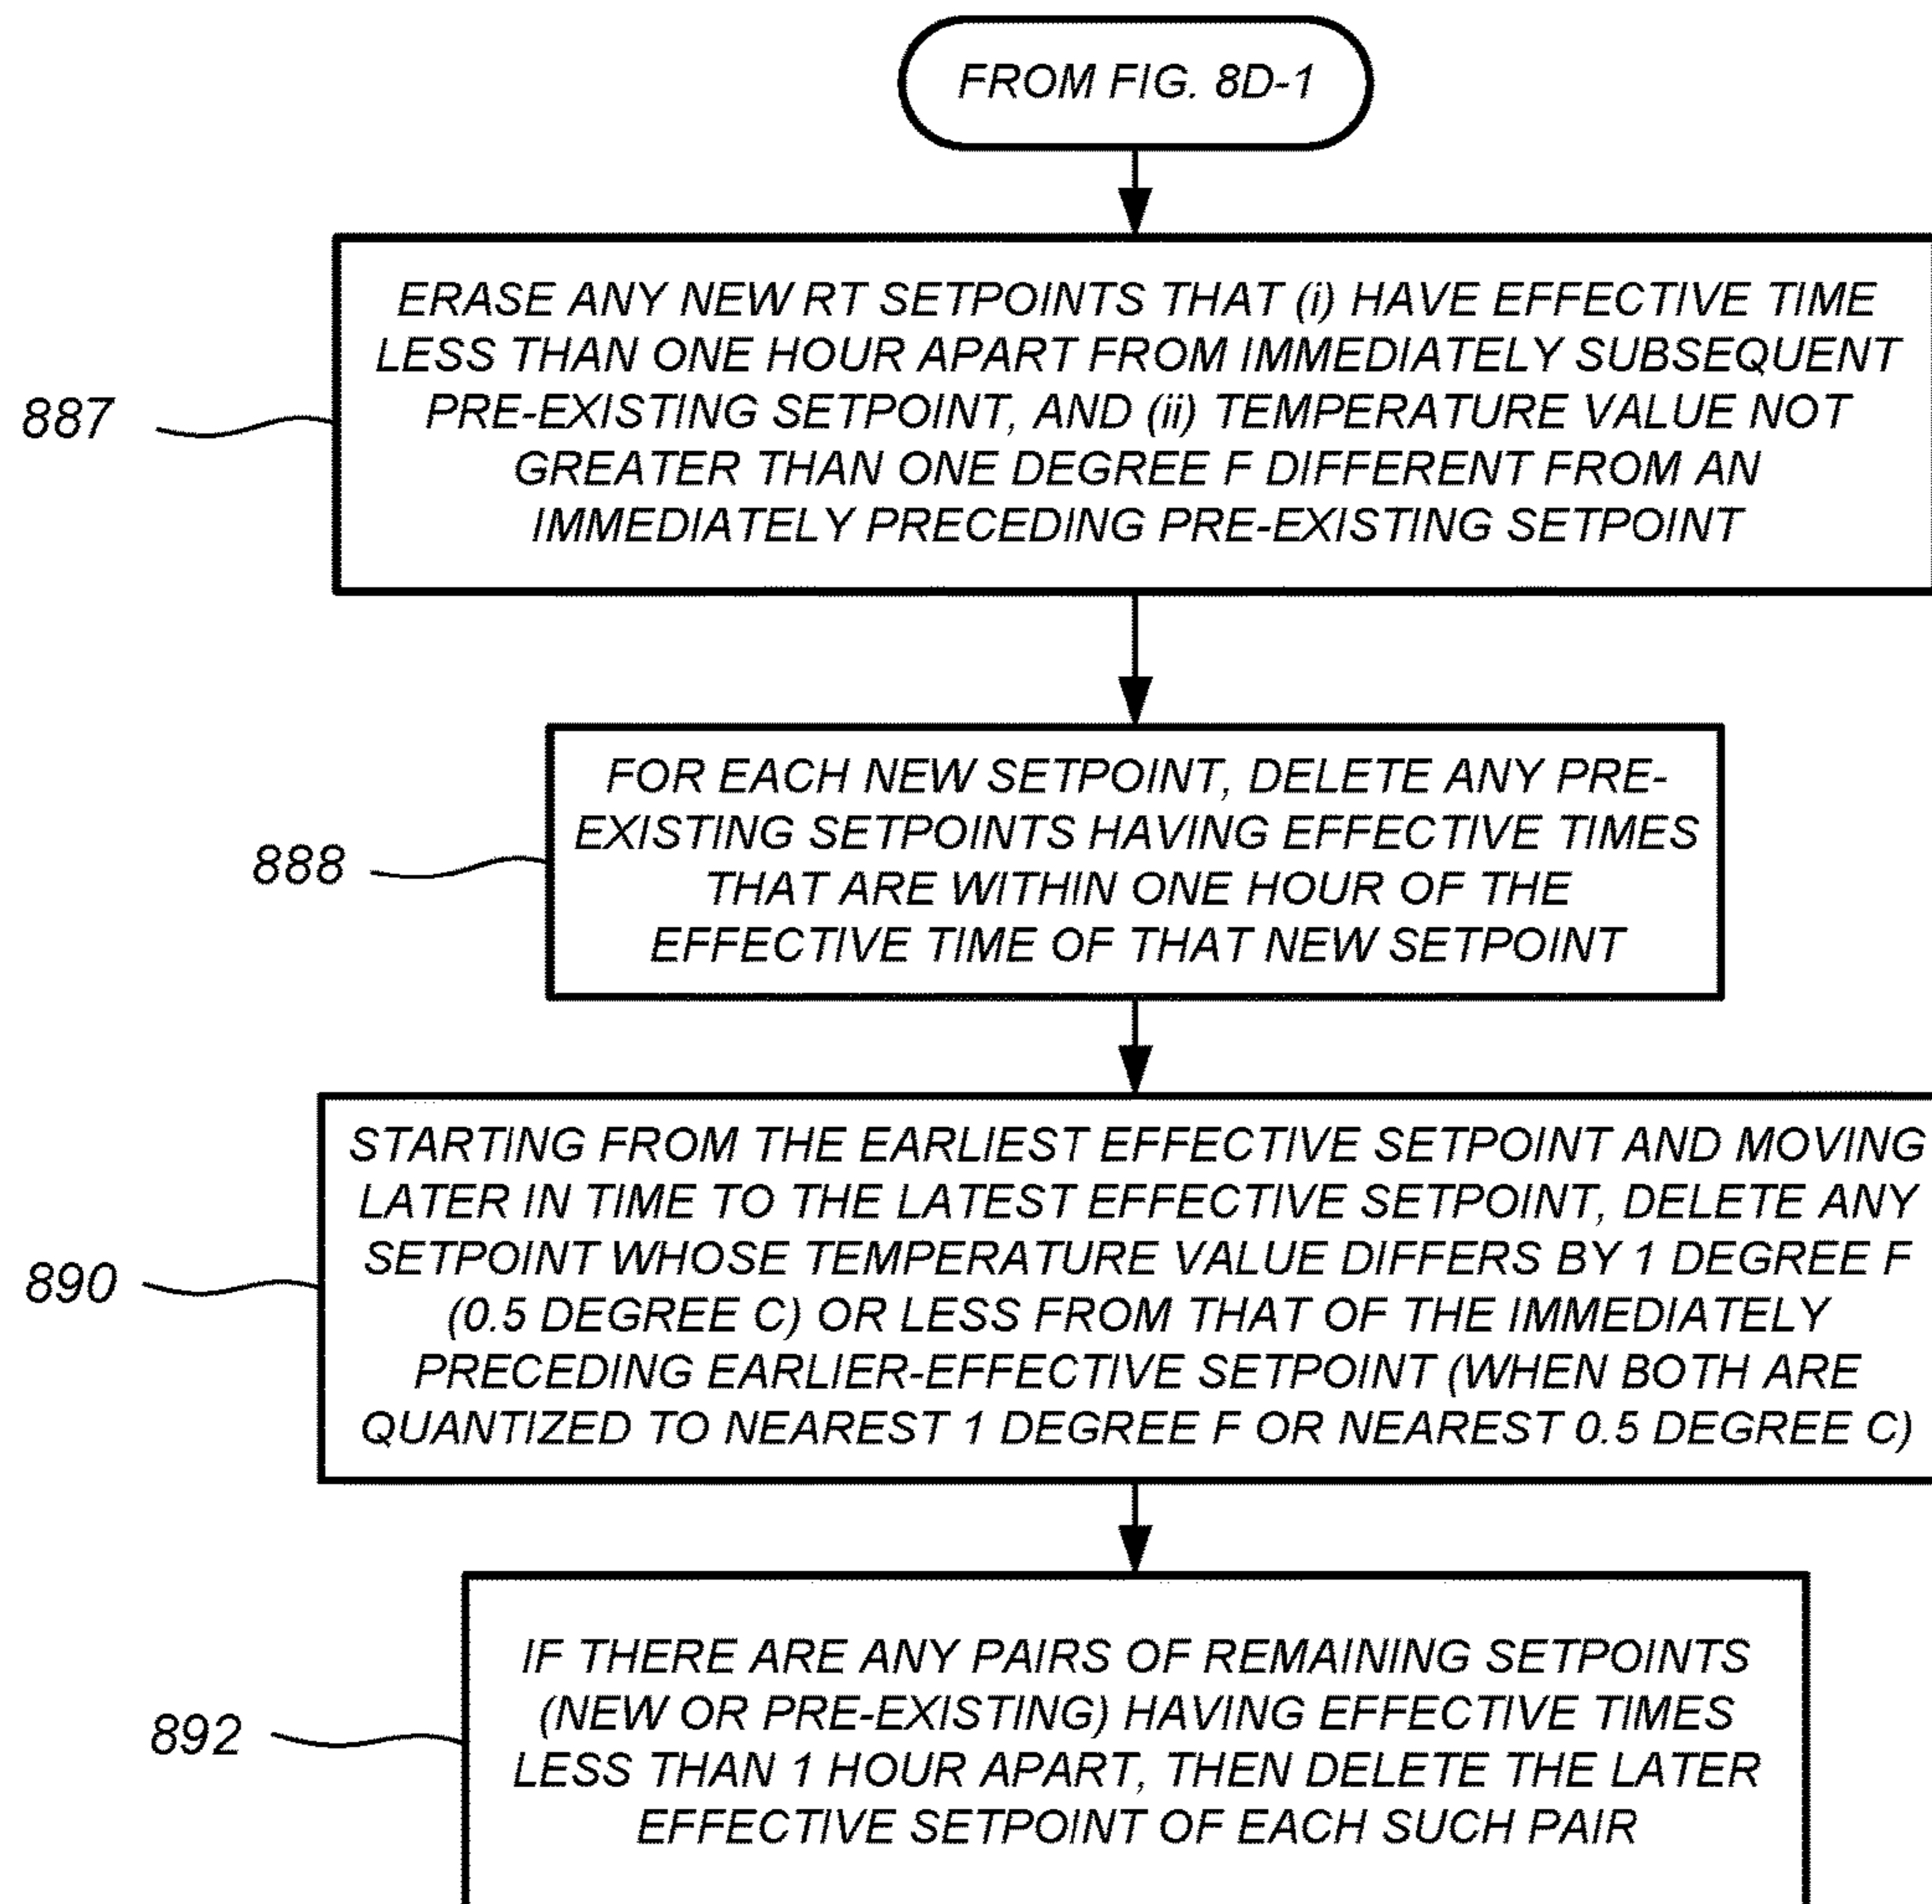 FROM FIG. 8D-1
887
ERASE ANY NEW RT SETPOINTS THAT (i) HAVE EFFECTIVE TIME
LESS THAN ONE HOUR APART FROM IMMEDIATELY SUBSEQUENT
PRE-EXISTING SETPOINT, AND (ii) TEMPERATURE VALUE NOT
GREATER THAN ONE DEGREE F DIFFERENT FROM AN
IMMEDIATELY PRECEDING PRE-EXISTING SETPOINT
888
FOR EACH NEW SETPOINT, DELETE ANY PRE-
EXISTING SETPOINTS HAVING EFFECTIVE TIMES
THAT ARE WITHIN ONE HOUR OF THE
EFFECTIVE TIME OF THAT NEW SETPOINT
890
STARTING FROM THE EARLIEST EFFECTIVE SETPOINT AND MOVING
LATER IN TIME TO THE LATEST EFFECTIVE SETPOINT, DELETE ANY
SETPOINT WHOSE TEMPERATURE VALUE DIFFERS BY 1 DEGREE F
(0.5 DEGREE C) OR LESS FROM THAT OF THE IMMEDIATELY
PRECEDING EARLIER-EFFECTIVE SETPOINT (WHEN BOTH ARE
QUANTIZED TO NEAREST 1 DEGREE F OR NEAREST 0.5 DEGREE C)
892
IF THERE ARE ANY PAIRS OF REMAINING SETPOINTS
(NEW OR PRE-EXISTING) HAVING EFFECTIVE TIMES
LESS THAN 1 HOUR APART, THEN DELETE THE LATER
EFFECTIVE SETPOINT OF EACH SUCH PAIR